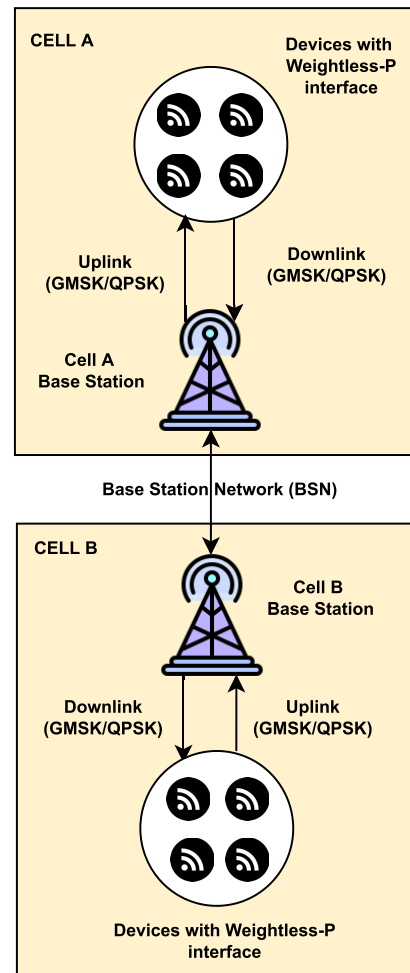 CELL A
Devices with
Weightless-P
interface
Uplink
(GMSK/QPSK)
Downlink
(GMSK/QPSK)
Cell A
Base Station
Base Station Network (BSN)
CELL B
Cell B
Base Station
Downlink
(GMSK/QPSK)
Uplink
(GMSK/QPSK)
Devices with Weightless-P
interface